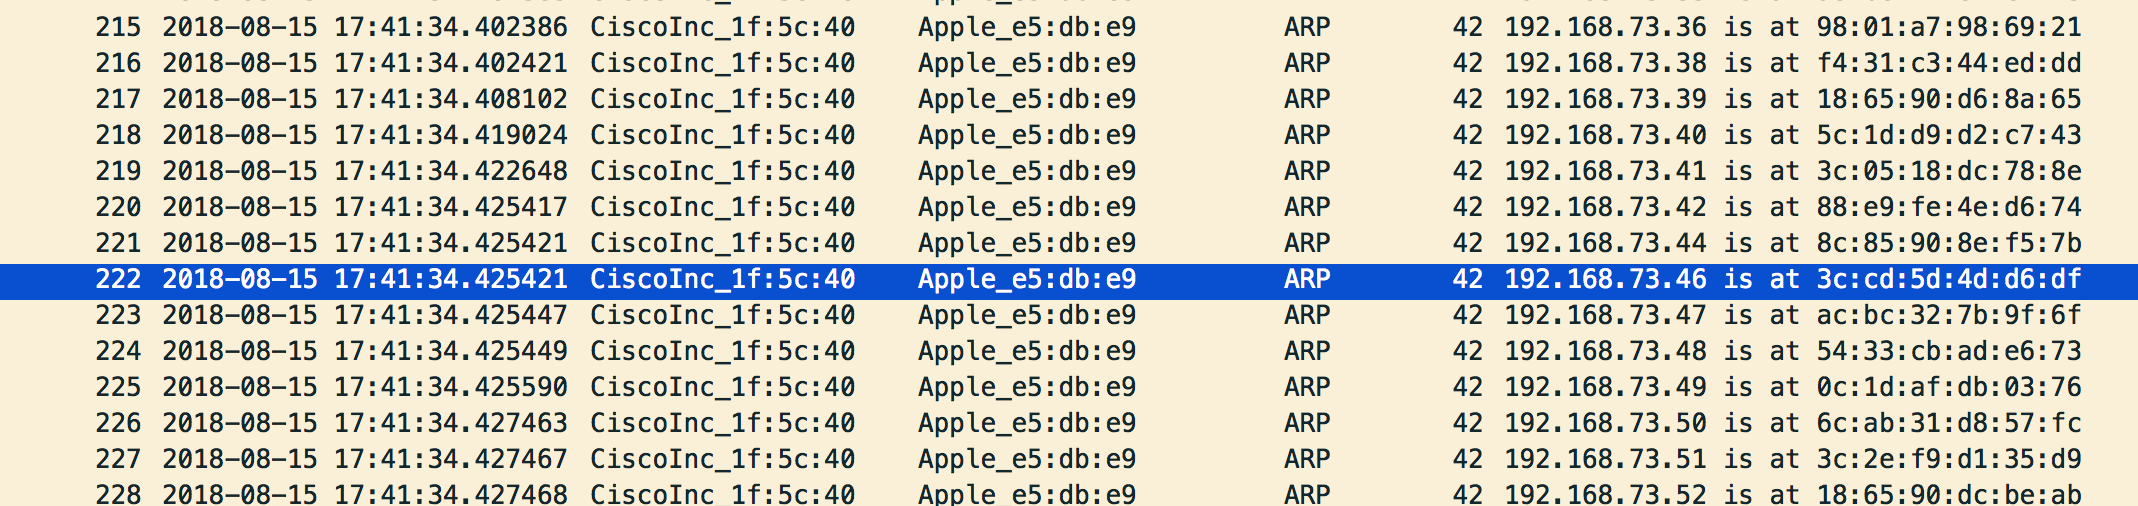 215 2018-08-15 17:41:34.402386 CiscoInc_1f:5c:40 Apple_e5:db:e9 ARP 42 192.168.73.36 is at 98:01:a7:98:69:21
216 2018-08-15 17:41:34.402421 CiscoInc_1f:5c:40 Apple_e5:db:e9 ARP 42 192.168.73.38 is at f4:31:c3:44:ed:dd
217 2018-08-15 17:41:34.408102 CiscoInc_1f:5c:40 Apple_e5:db:e9 ARP 42 192.168.73.39 is at 18:65:90:d6:8a:65
218 2018-08-15 17:41:34.419024 CiscoInc_1f:5c:40 Apple_e5:db:e9 ARP 42 192.168.73.40 is at 5c:1d:d9:d2:c7:43
219 2018-08-15 17:41:34.422648 CiscoInc_1f:5c:40 Apple_e5:db:e9 ARP 42 192.168.73.41 is at 3c:05:18:dc:78:8e
220 2018-08-15 17:41:34.425417 CiscoInc_1f:5c:40 Apple_e5:db:e9 ARP 42 192.168.73.42 is at 88:e9:fe:4e:d6:74
221 2018-08-15 17:41:34.425421 CiscoInc_1f:5c:40 Apple_e5:db:e9 ARP 42 192.168.73.44 is at 8c:85:90:8e:f5:7b
222 2018-08-15 17:41:34.425421 CiscoInc_1f:5c:40 Apple_e5:db:e9 ARP 42 192.168.73.46 is at 3c:cd:5d:4d:d6:df
223 2018-08-15 17:41:34.425447 CiscoInc_1f:5c:40 Apple_e5:db:e9 ARP 42 192.168.73.47 is at ac:bc:32:7b:9f:6f
224 2018-08-15 17:41:34.425449 CiscoInc_1f:5c:40 Apple_e5:db:e9 ARP 42 192.168.73.48 is at 54:33:cb:ad:e6:73
225 2018-08-15 17:41:34.425590 CiscoInc_1f:5c:40 Apple_e5:db:e9 ARP 42 192.168.73.49 is at 0c:1d:af:db:03:76
226 2018-08-15 17:41:34.427463 CiscoInc_1f:5c:40 Apple_e5:db:e9 ARP 42 192.168.73.50 is at 6c:ab:31:d8:57:fc
227 2018-08-15 17:41:34.427467 CiscoInc_1f:5c:40 Apple_e5:db:e9 ARP 42 192.168.73.51 is at 3c:2e:f9:d1:35:d9
228 2018-08-15 17:41:34.427468 CiscoInc_1f:5c:40 Apple_e5:db:e9 ARP 42 192.168.73.52 is at 18:65:90:dc:be:ab